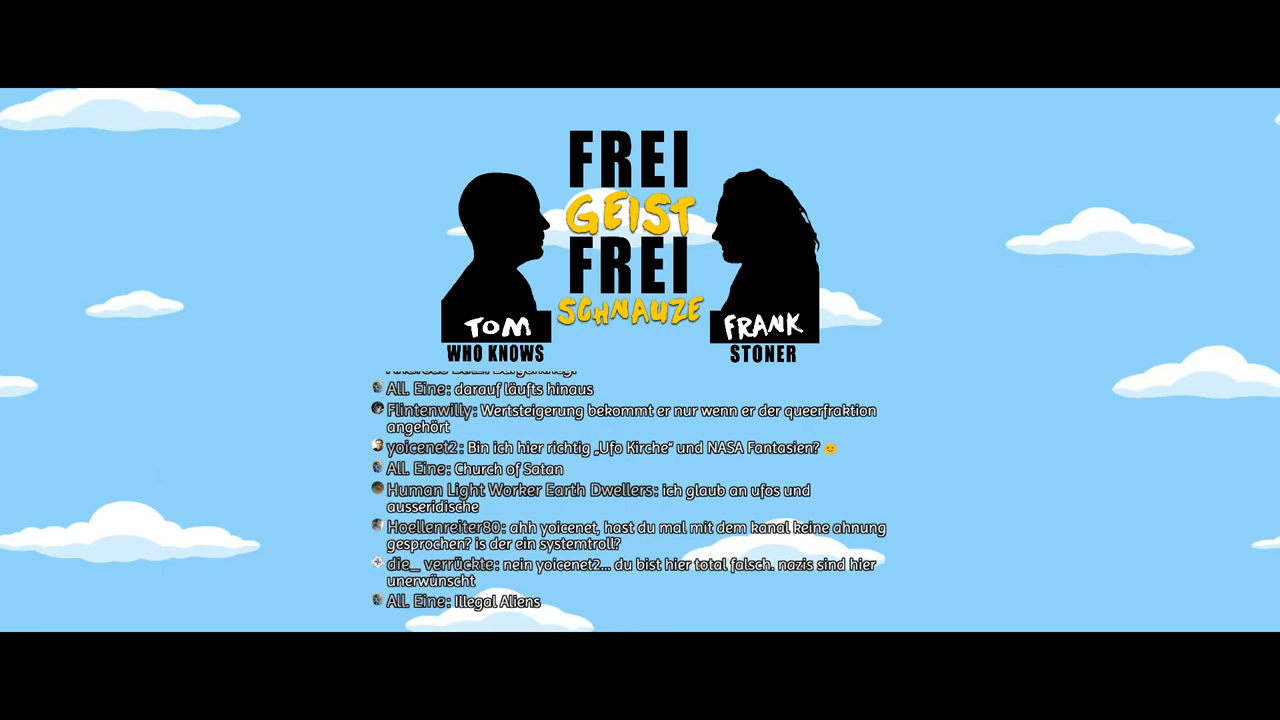 FREI
GEIST
FREI
SCHNAUZE
TOM
WHO KNOWS
FRANK
STONER
All. Eine: darauf läufts hinaus
Flintenwilly: Wertsteigerung bekommt er nur wenn er der queerfraktion
angehört
yoicenet2: Bin ich hier richtig „Ufo Kirche“ und NASA Fantasien? 😉
All. Eine: Church of Satan
Human Light Worker Earth Dwellers: ich glaub an ufos und
ausseridische
Hoellenreiter80: ahh yoicenet, hast du mal mit dem kanal keine ahnung
gesprochen? is der ein systemtroll?
die_ verrückte: nein yoicenet2... du bist hier total falsch. nazis sind hier
unerwünscht
All. Eine: Illegal Aliens